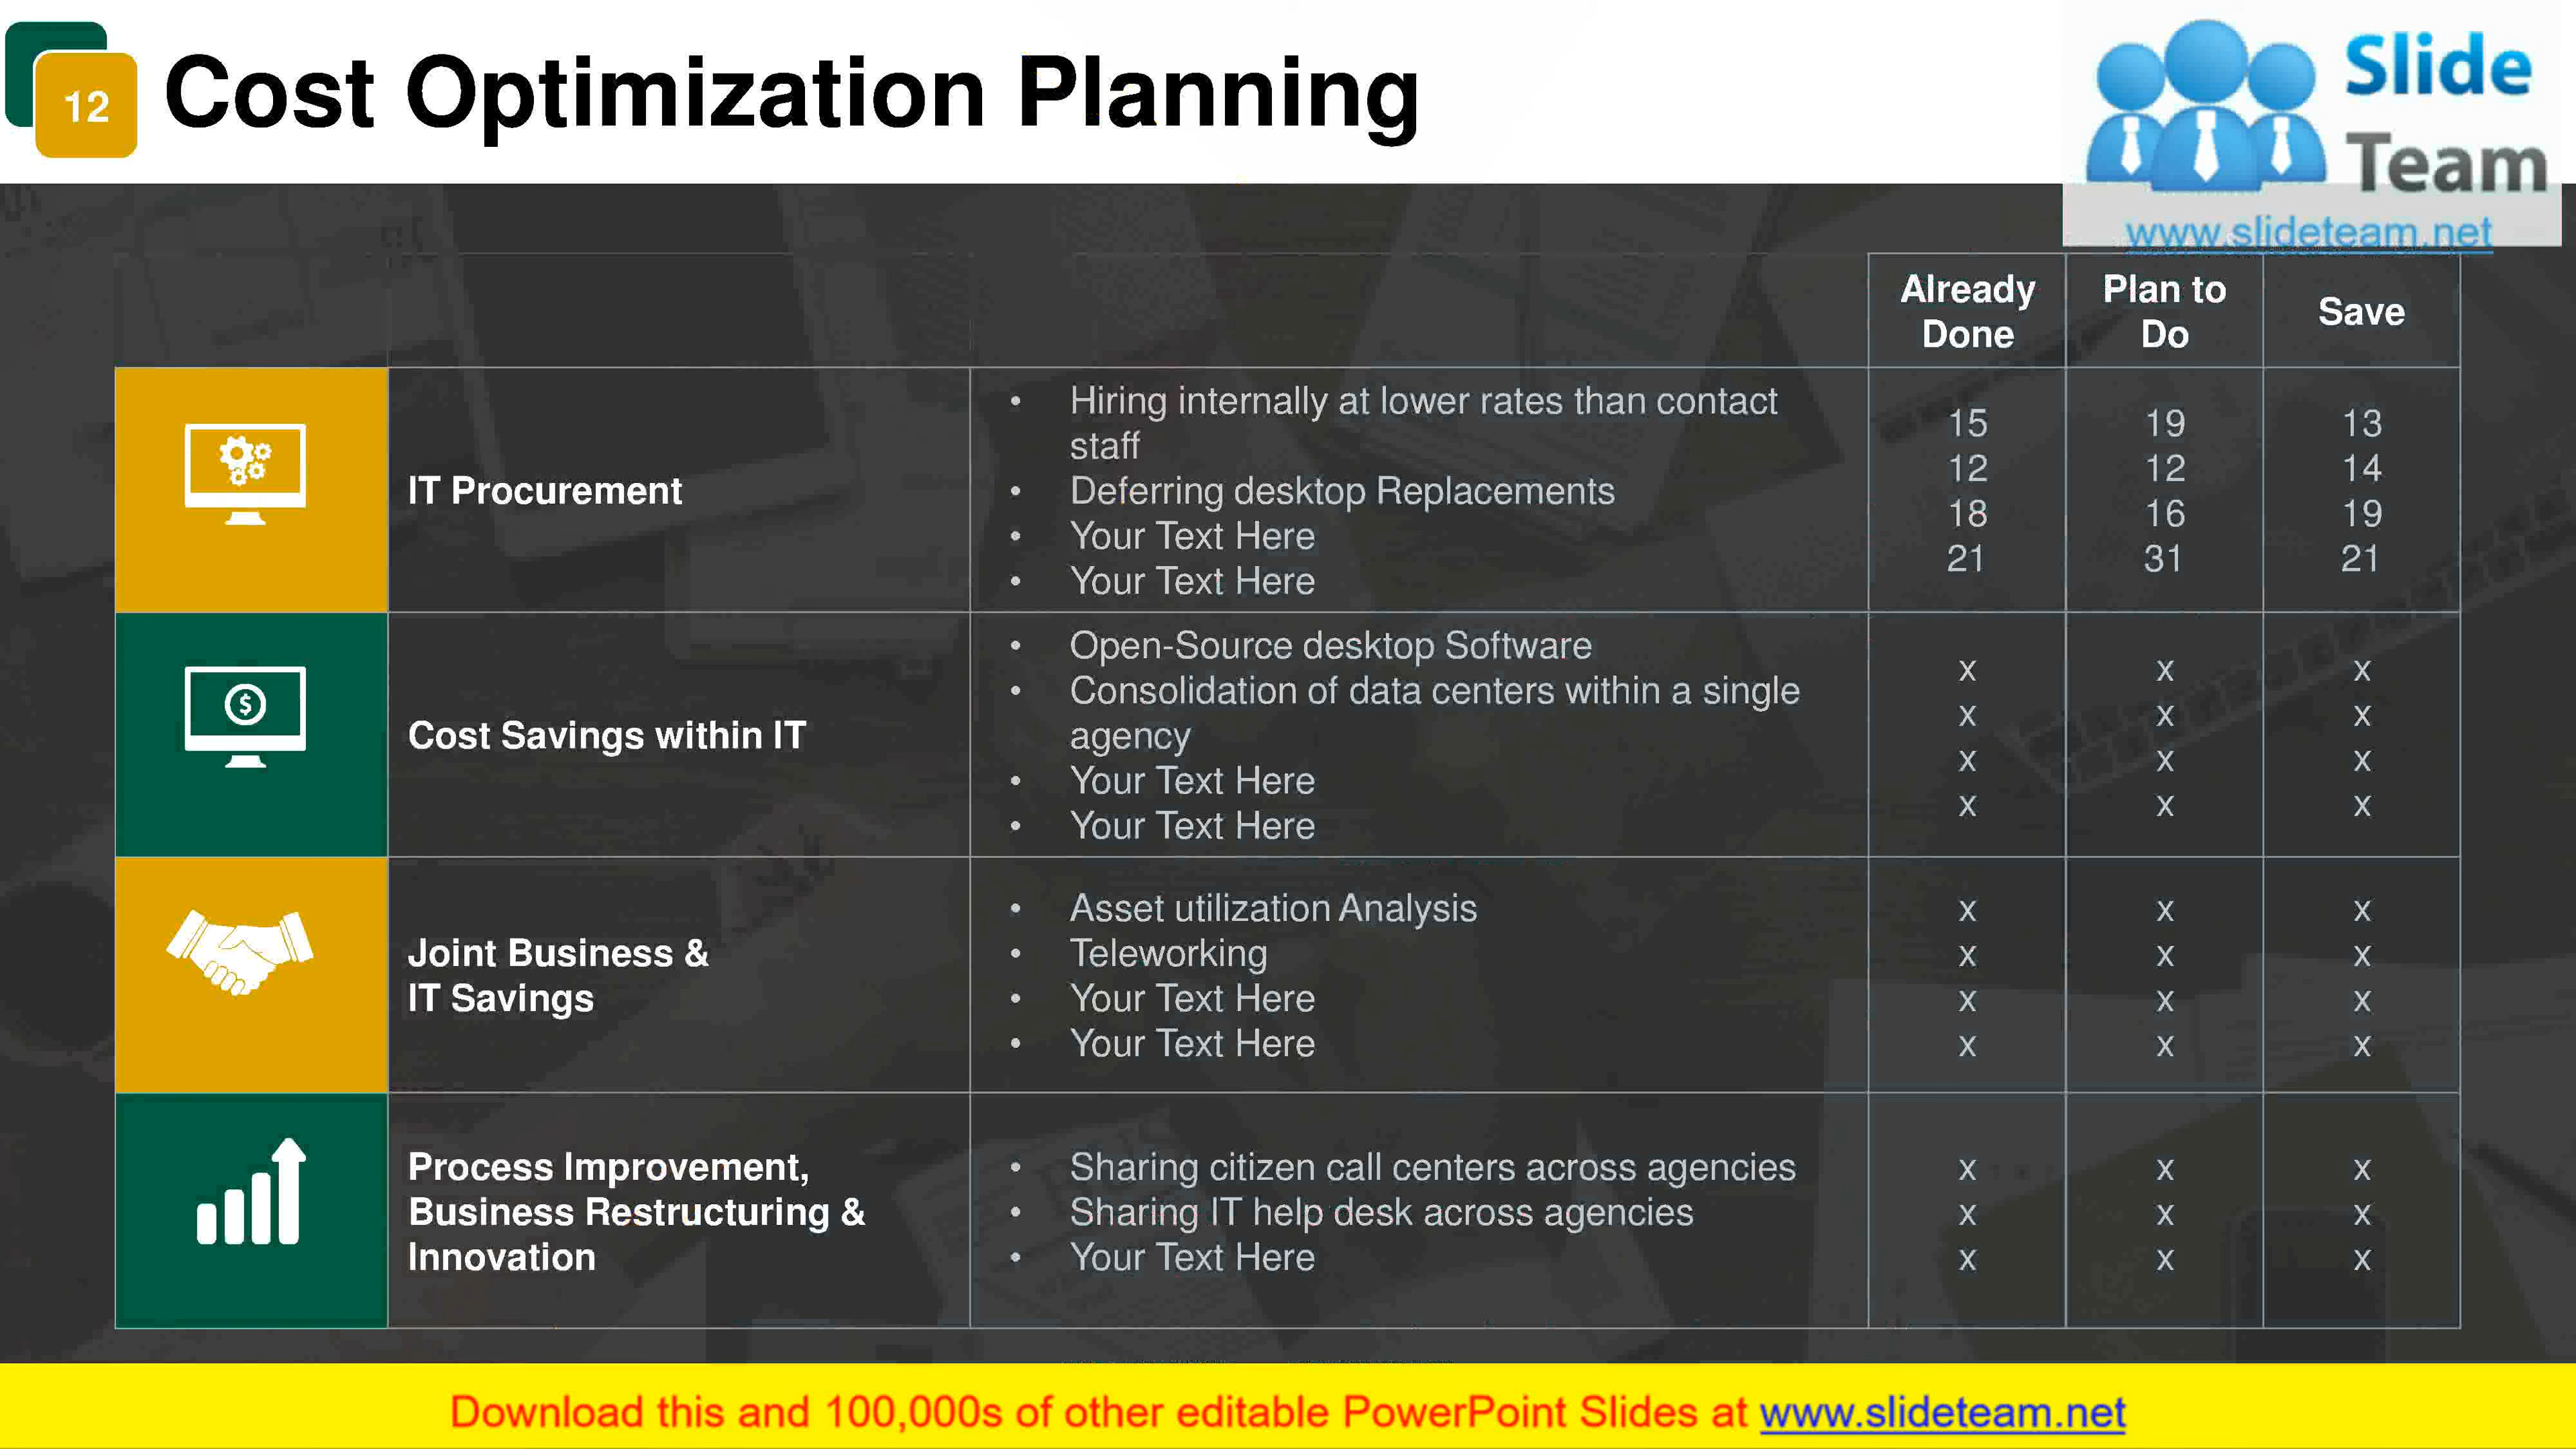 12
Cost Optimization Planning
Slide
Team
www.slideteam.net
Already
Done
Plan to
Do
Save
IT Procurement
• Hiring internally at lower rates than contact
staff
• Deferring desktop Replacements
• Your Text Here
• Your Text Here
15 19 13
12 12 14
18 16 19
21 31 21
$
Cost Savings within IT
• Open-Source desktop Software
• Consolidation of data centers within a single
agency
• Your Text Here
• Your Text Here
x x x
x x x
x x x
x x x
Joint Business &
IT Savings
• Asset utilization Analysis
• Teleworking
• Your Text Here
• Your Text Here
x x x
x x x
x x x
x x x
Process Improvement,
Business Restructuring &
Innovation
• Sharing citizen call centers across agencies
• Sharing IT help desk across agencies
• Your Text Here
x x x
x x x
x x x
Download this and 100,000s of other editable PowerPoint Slides at www.slideteam.net